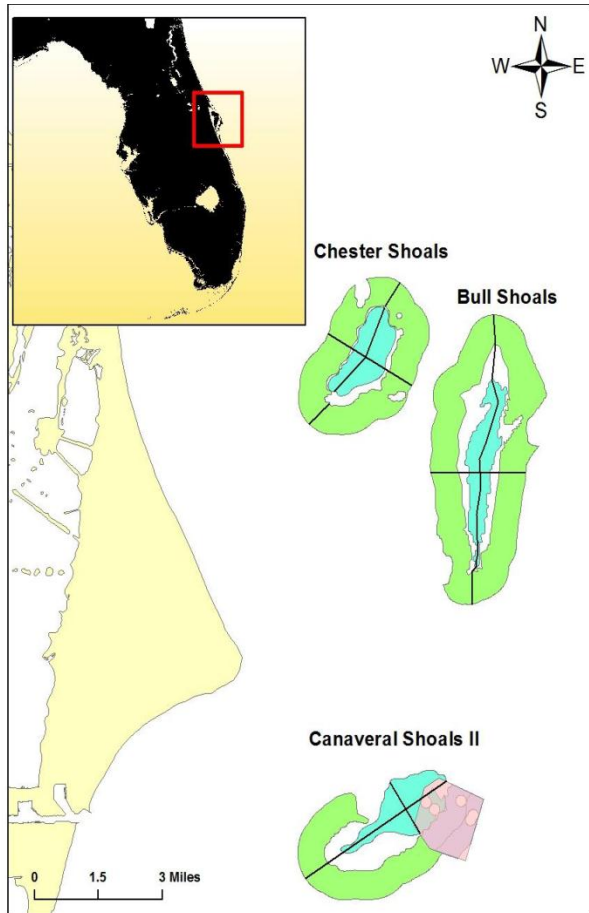 N
W E
S
Chester Shoals
Bull Shoals
Canaveral Shoals II
0 1.5 3 Miles